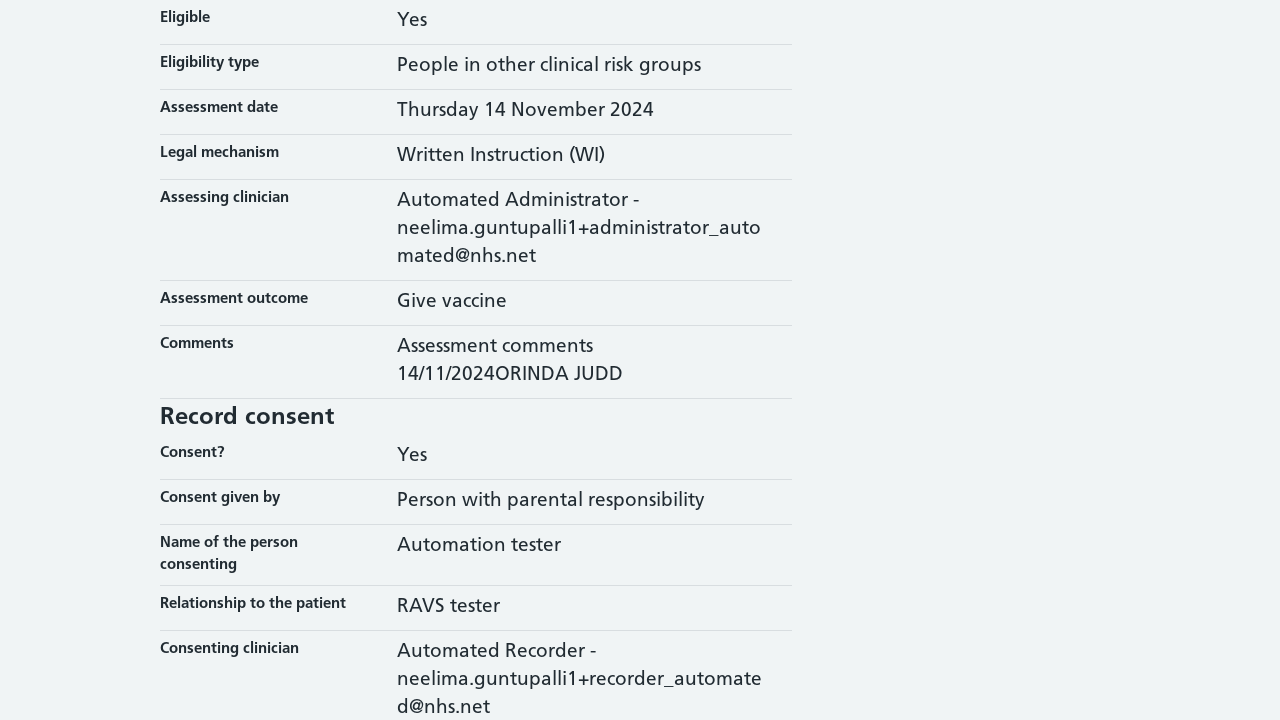 Eligible
Yes
Eligibility type
People in other clinical risk groups
Assessment date
Thursday 14 November 2024
Legal mechanism
Written Instruction (WI)
Assessing clinician
Automated Administrator -
neelima.guntupalli1+administrator_auto
mated@nhs.net
Assessment outcome
Give vaccine
Comments
Assessment comments
14/11/2024ORINDA JUDD
Record consent
Consent?
Yes
Consent given by
Person with parental responsibility
Name of the person
consenting
Automation tester
Relationship to the patient
RAVS tester
Consenting clinician
Automated Recorder -
neelima.guntupalli1+recorder_automate
d@nhs.net